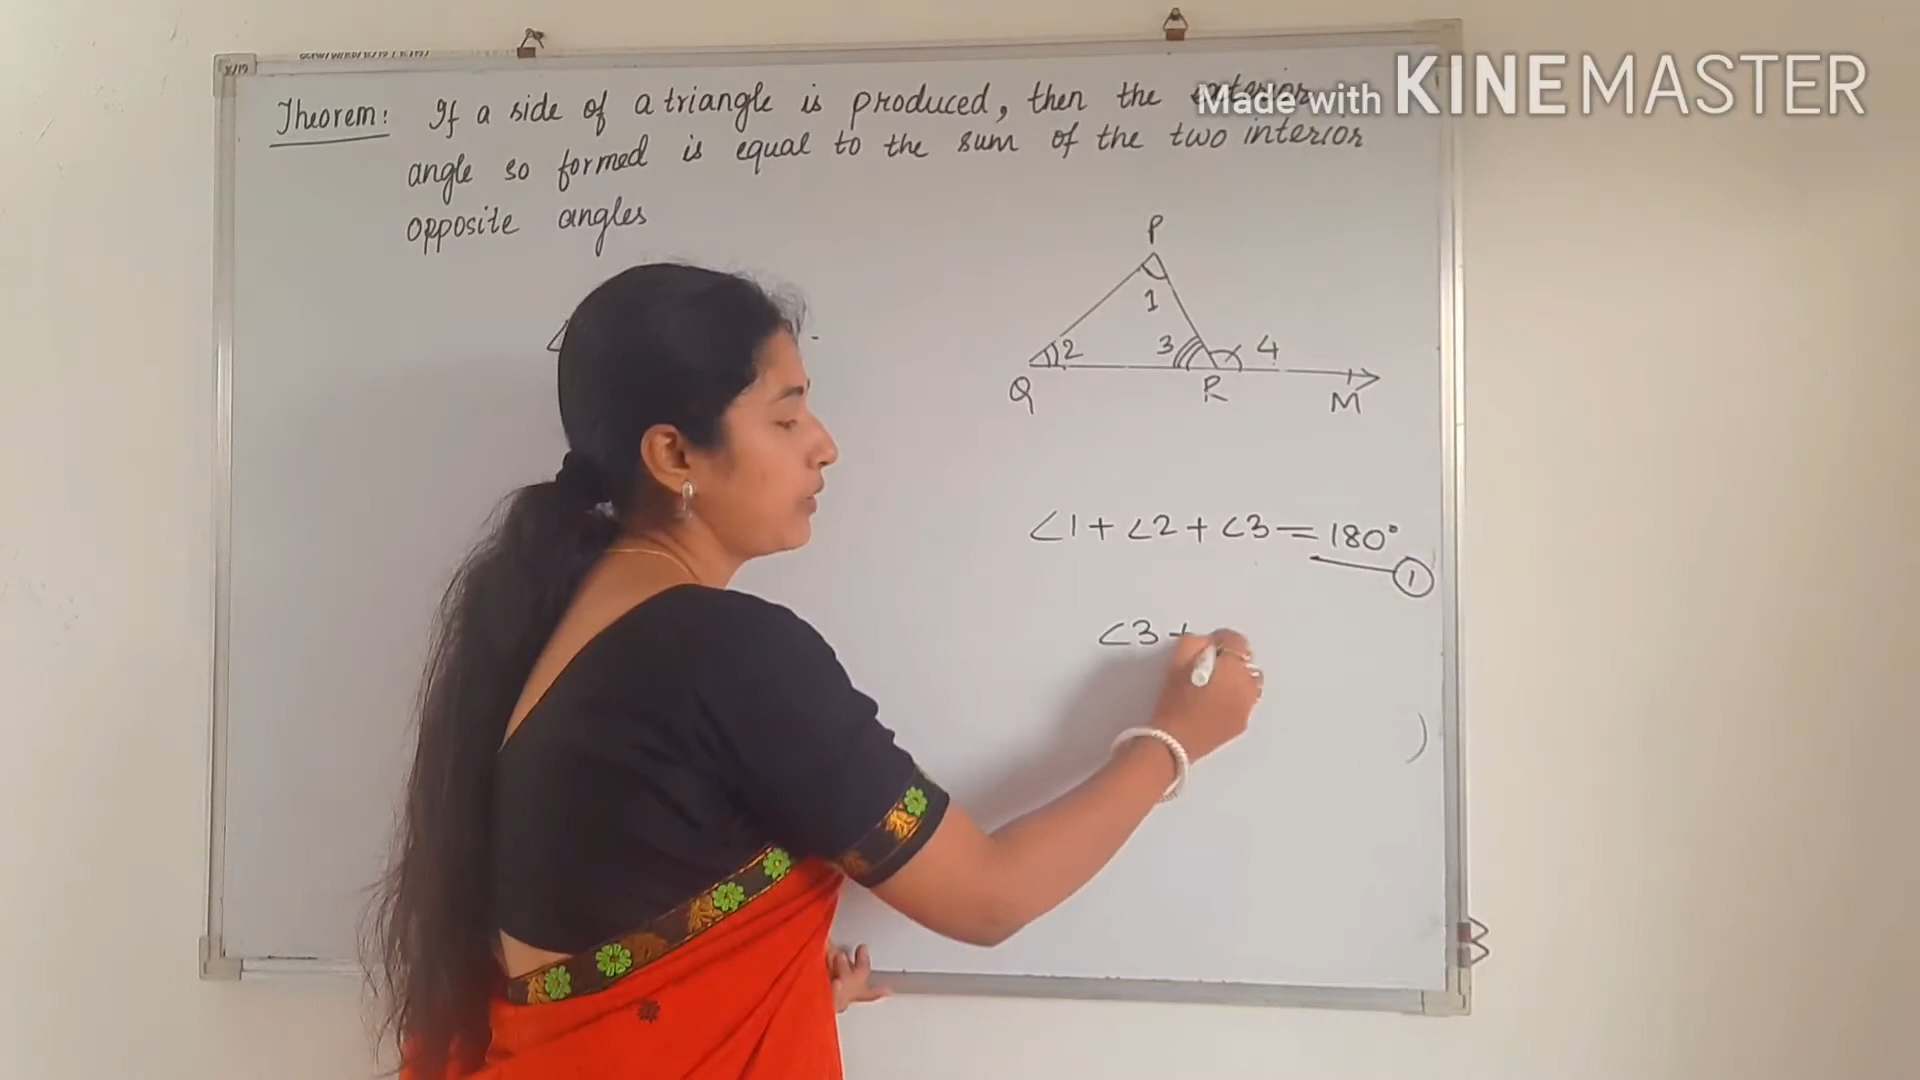 Made with KINEMASTER
Theorem: If a side of a triangle is produced, then the exterior
angle so formed is equal to the sum of the two interior
opposite angles
P
1
2
3
4
Q
R
M
∠1 + ∠2 + ∠3 = 180°
①
∠3 +